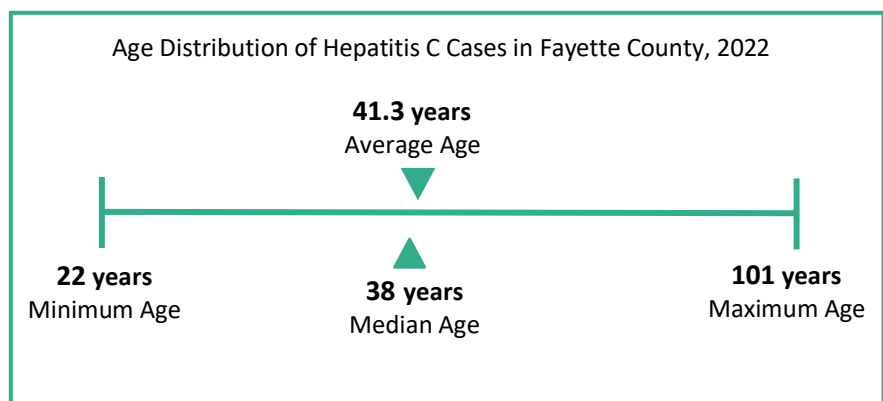 Age Distribution of Hepatitis C Cases in Fayette County, 2022
41.3 years
Average Age
22 years
Minimum Age
38 years
Median Age
101 years
Maximum Age